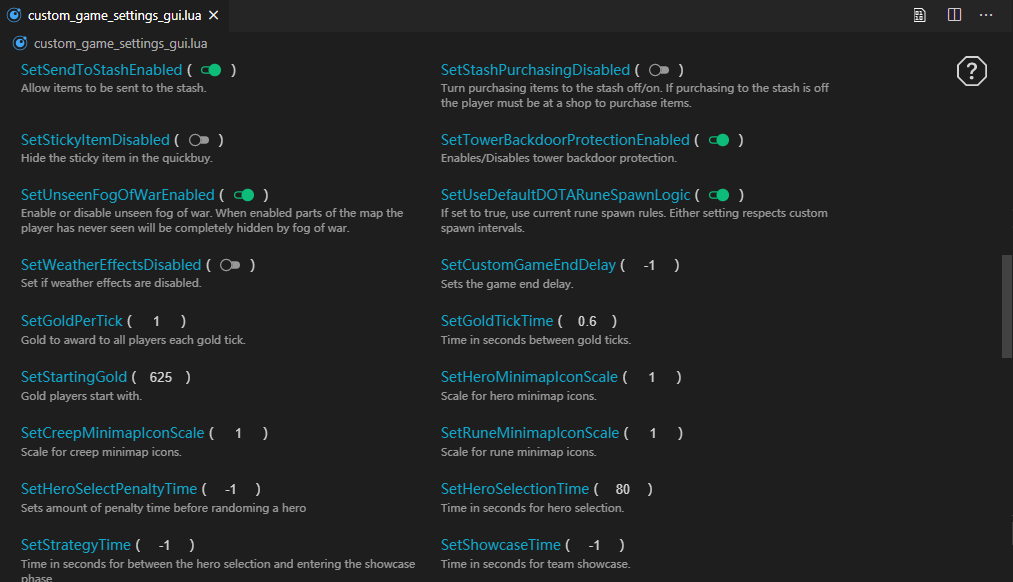 custom_game_settings_gui.lua
custom_game_settings_gui.lua
SetSendToStashEnabled ( )
Allow items to be sent to the stash.
SetStashPurchasingDisabled ( )
Turn purchasing items to the stash off/on. If purchasing to the stash is off
the player must be at a shop to purchase items.
?
SetStickyItemDisabled ( )
Hide the sticky item in the quickbuy.
SetTowerBackdoorProtectionEnabled ( )
Enables/Disables tower backdoor protection.
SetUnseenFogOfWarEnabled ( )
Enable or disable unseen fog of war. When enabled parts of the map the
player has never seen will be completely hidden by fog of war.
SetUseDefaultDOTARuneSpawnLogic ( )
If set to true, use current rune spawn rules. Either setting respects custom
spawn intervals.
SetWeatherEffectsDisabled ( )
Set if weather effects are disabled.
SetCustomGameEndDelay ( -1 )
Sets the game end delay.
SetGoldPerTick ( 1 )
Gold to award to all players each gold tick.
SetGoldTickTime ( 0.6 )
Time in seconds between gold ticks.
SetStartingGold ( 625 )
Gold players start with.
SetHeroMinimapIconScale ( 1 )
Scale for hero minimap icons.
SetCreepMinimapIconScale ( 1 )
Scale for creep minimap icons.
SetRuneMinimapIconScale ( 1 )
Scale for rune minimap icons.
SetHeroSelectPenaltyTime ( -1 )
Sets amount of penalty time before randoming a hero
SetHeroSelectionTime ( 80 )
Time in seconds for hero selection.
SetStrategyTime ( -1 )
Time in seconds for between the hero selection and entering the showcase
phase
SetShowcaseTime ( -1 )
Time in seconds for team showcase.